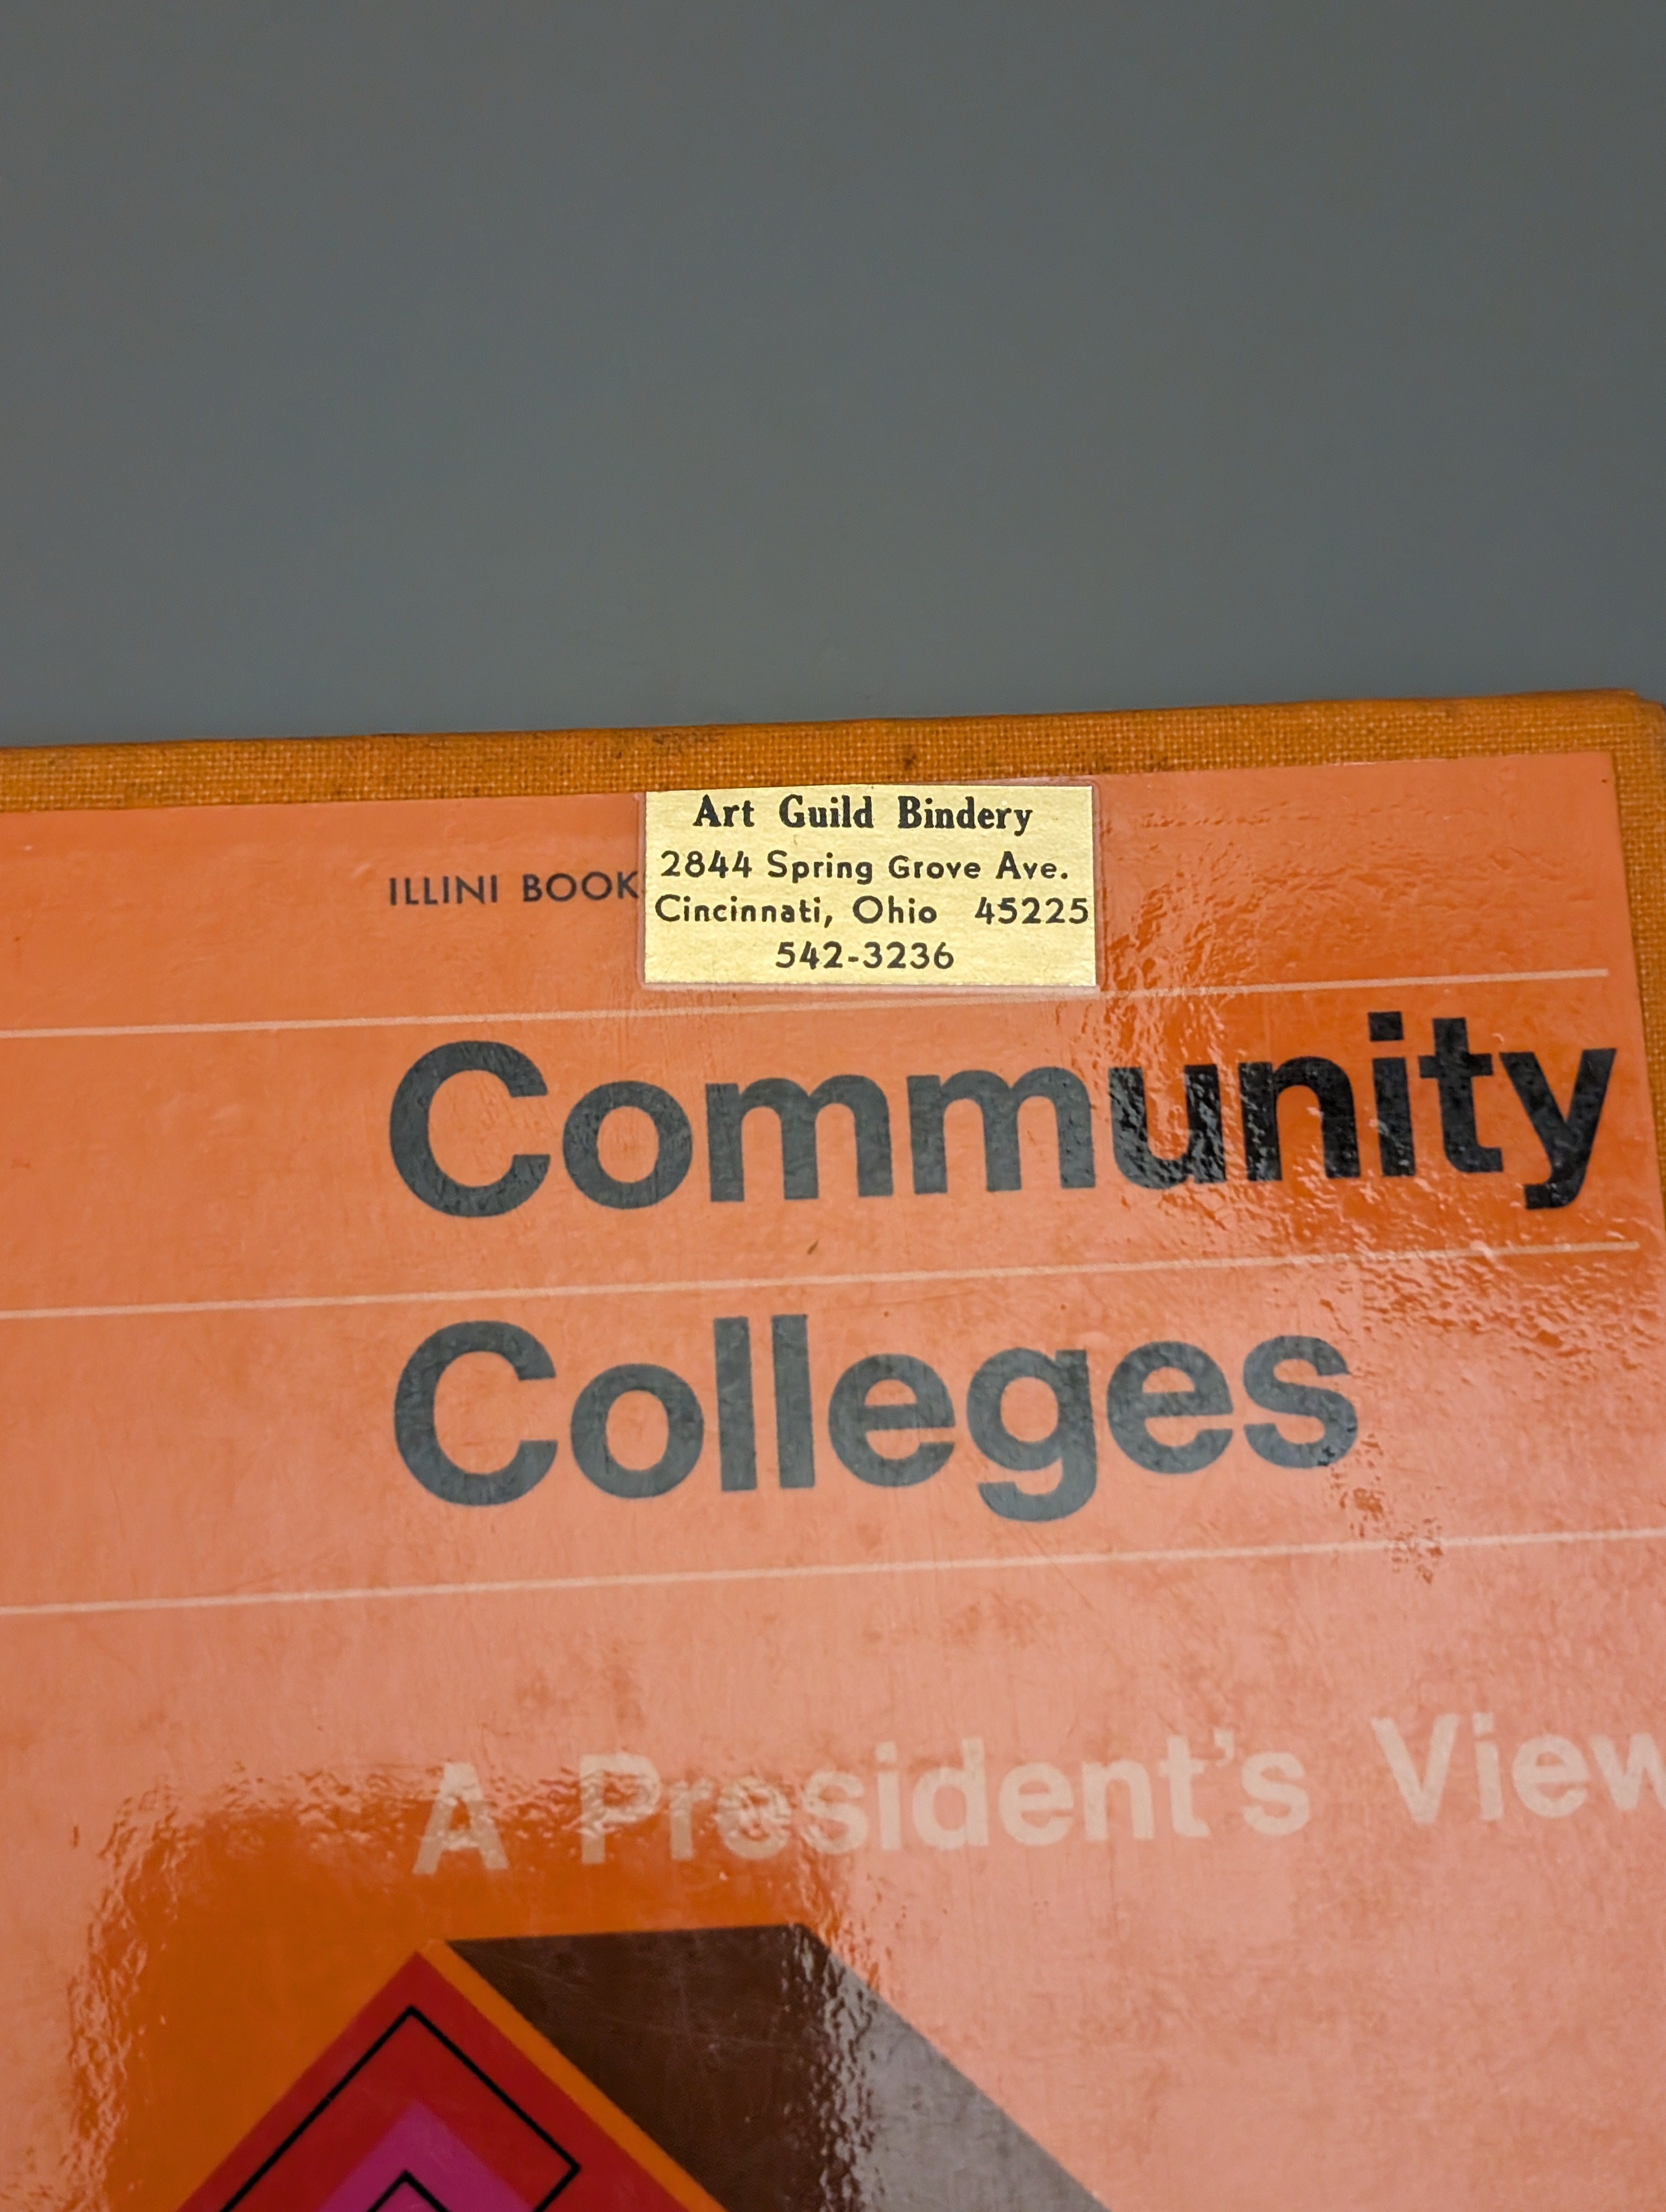 Art Guild Bindery
2844 Spring Grove Ave.
Cincinnati, Ohio 45225
542-3236
ILLINI BOOK
Community
Colleges
A President's View